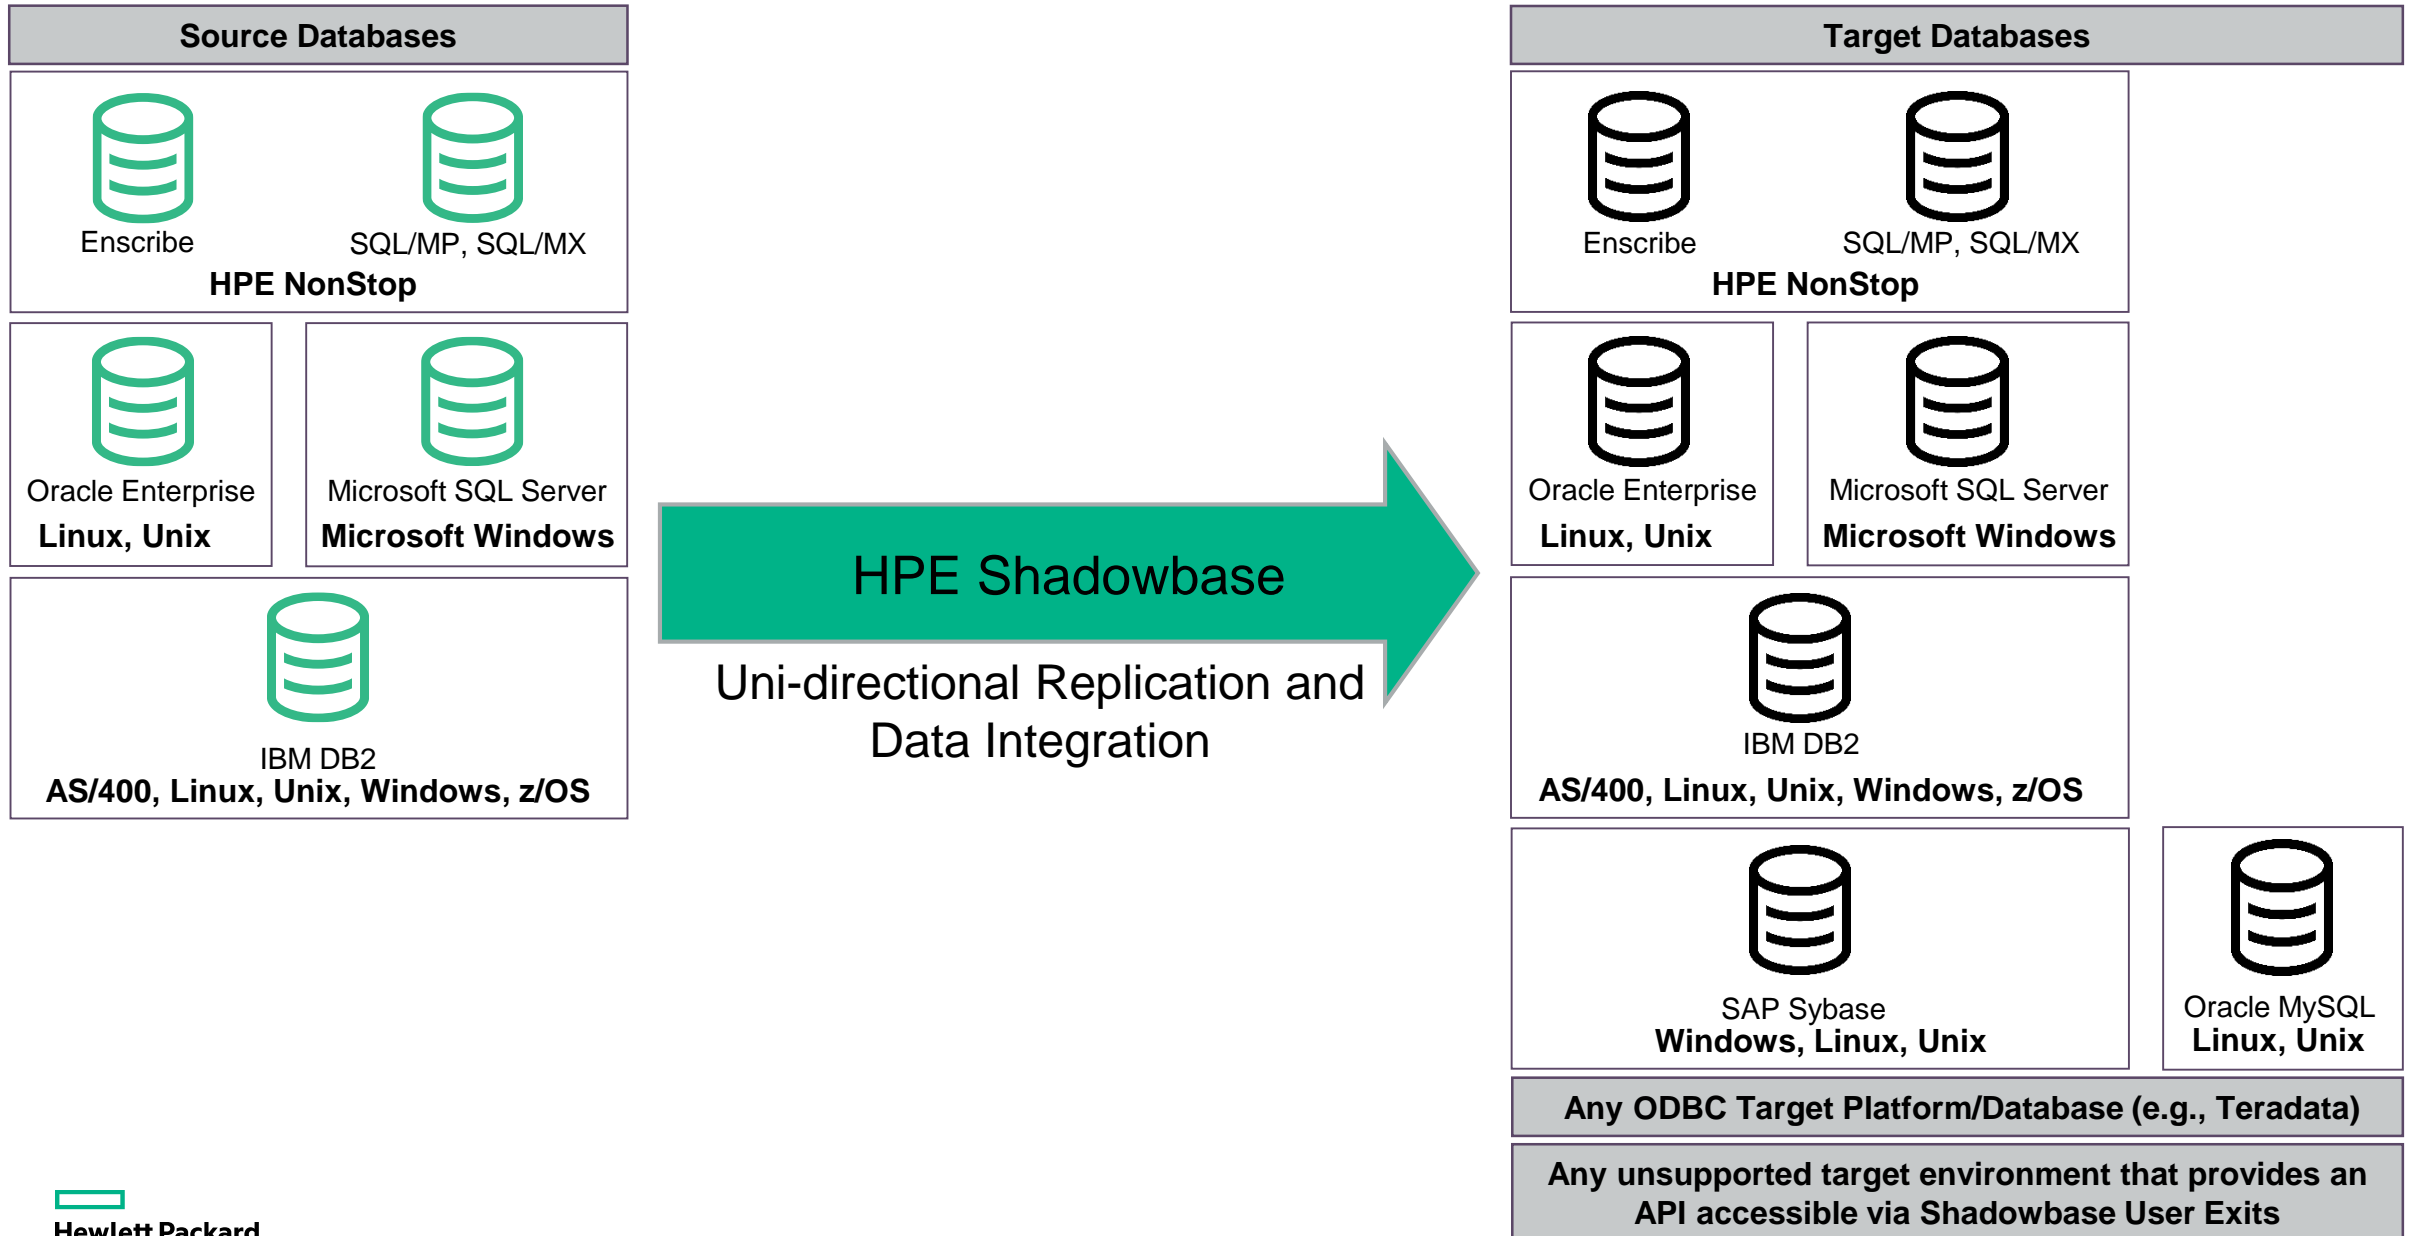 Source Databases
Enscribe
SQL/MP, SQL/MX
HPE NonStop
Oracle Enterprise
Linux, Unix
Microsoft SQL Server
Microsoft Windows
IBM DB2
AS/400, Linux, Unix, Windows, z/OS
HPE Shadowbase
Uni-directional Replication and
Data Integration
Target Databases
Enscribe
SQL/MP, SQL/MX
HPE NonStop
Oracle Enterprise
Linux, Unix
Microsoft SQL Server
Microsoft Windows
IBM DB2
AS/400, Linux, Unix, Windows, z/OS
SAP Sybase
Windows, Linux, Unix
Oracle MySQL
Linux, Unix
Any ODBC Target Platform/Database (e.g., Teradata)
Any unsupported target environment that provides an
API accessible via Shadowbase User Exits
Hewlett Packard